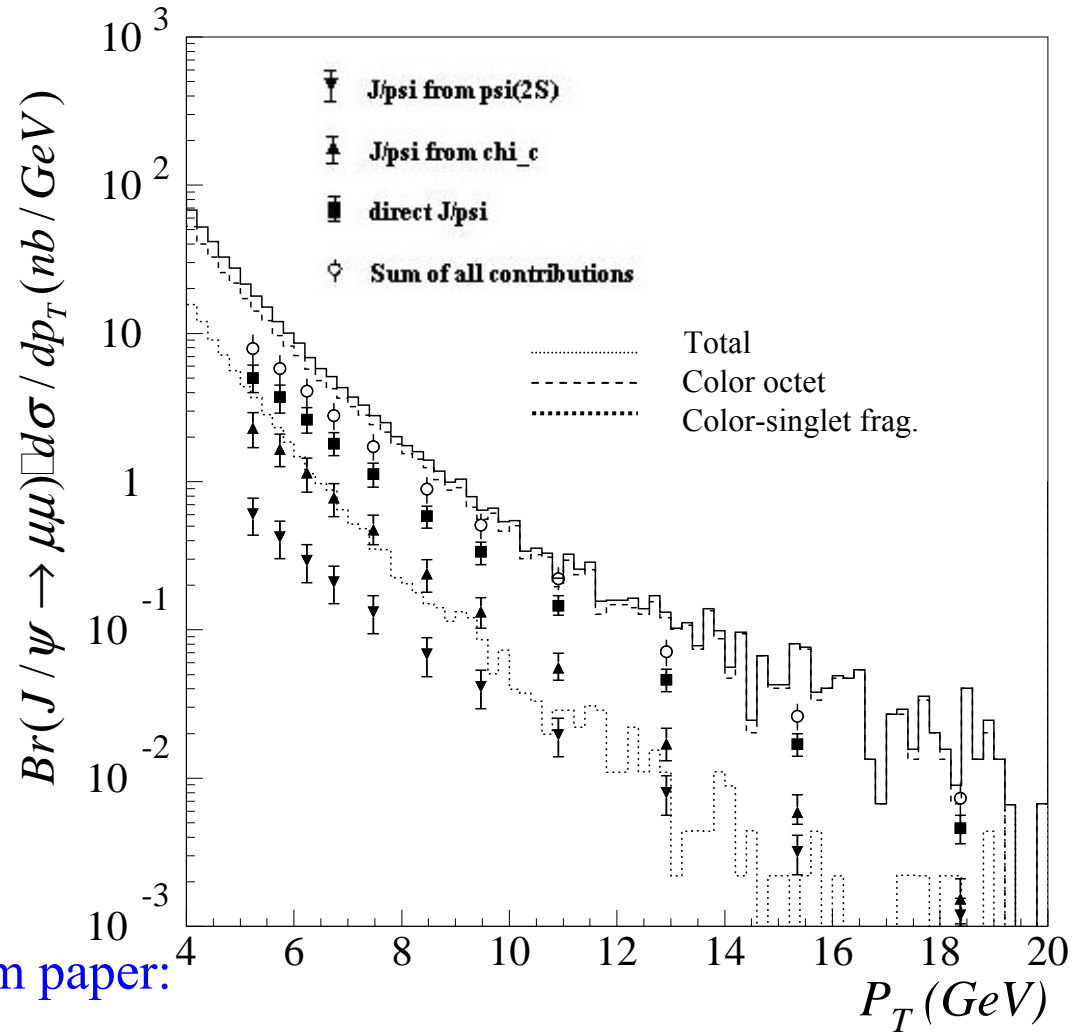 10 3
10 2
10
1
10 -1
10 -2
10 -3
Br(J/ψ → μμ)□dσ/dp_T (nb/GeV)
J/psi from psi(2S)
J/psi from chi_c
direct J/psi
Sum of all contributions
Total
Color octet
Color-singlet frag.
4 6 8 10 12 14 16 18 20
m paper:
P_T (GeV)